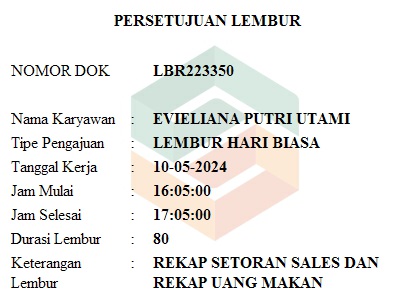 PERSETUJUAN LEMBUR
NOMOR DOK LBR223350
Nama Karyawan : EVIELIANA PUTRI UTAMI
Tipe Pengajuan : LEMBUR HARI BIASA
Tanggal Kerja : 10-05-2024
Jam Mulai : 16:05:00
Jam Selesai : 17:05:00
Durasi Lembur : 80
Keterangan : REKAP SETORAN SALES DAN
Lembur REKAP UANG MAKAN